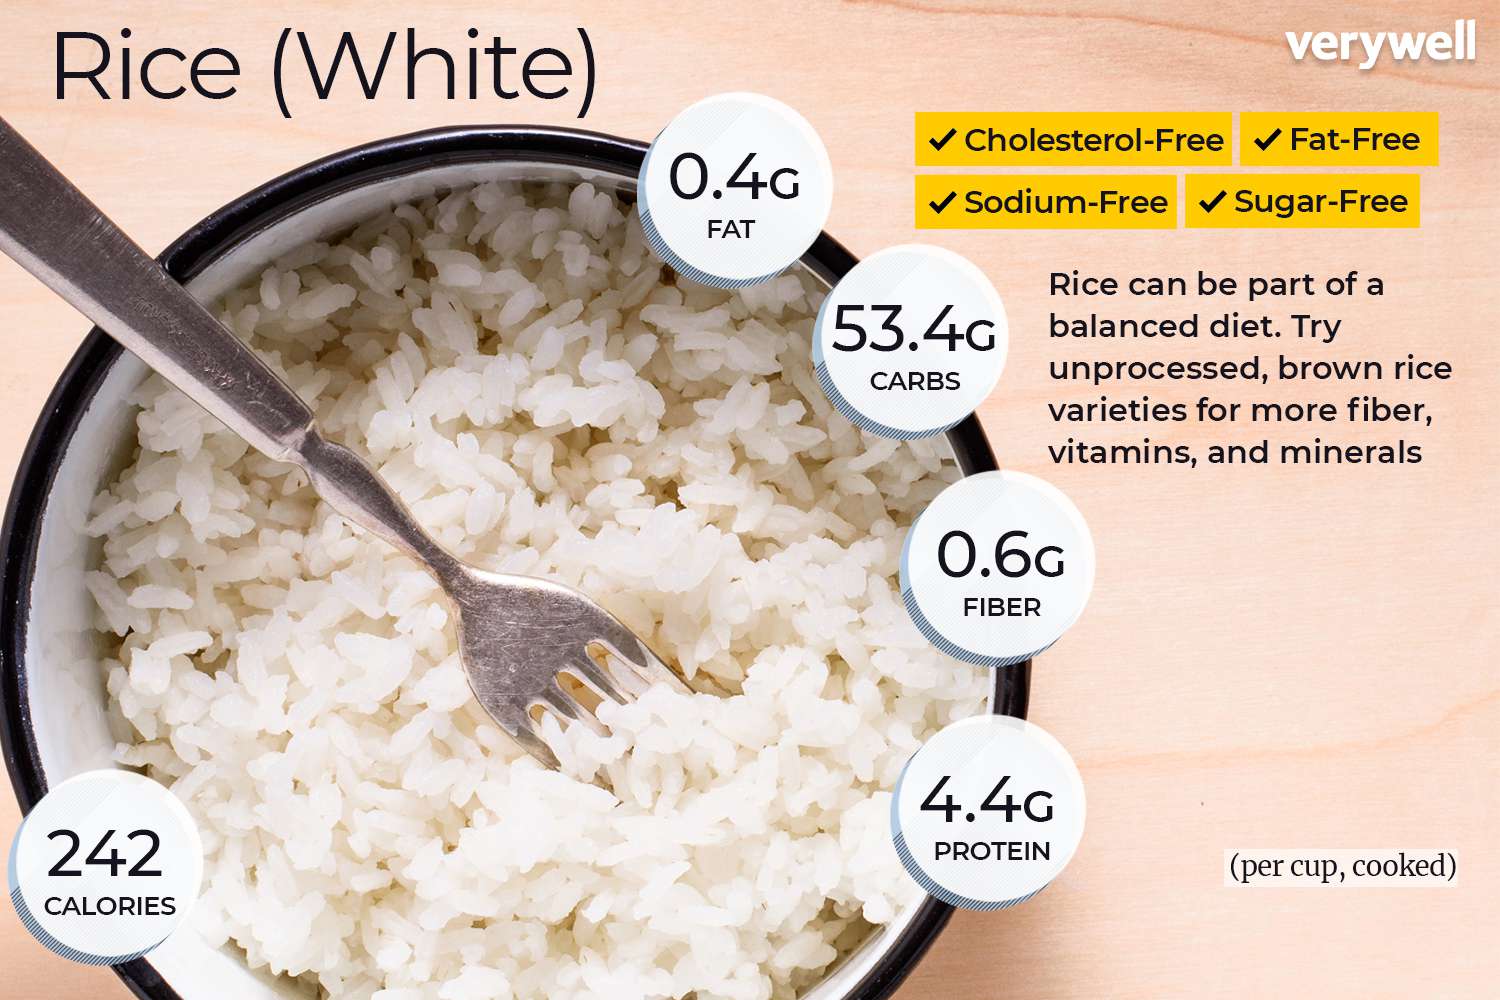 Rice (White)
verywell
✓ Cholesterol-Free
✓ Fat-Free
✓ Sodium-Free
✓ Sugar-Free
0.4G
FAT
53.4G
CARBS
Rice can be part of a
balanced diet. Try
unprocessed, brown rice
varieties for more fiber,
vitamins, and minerals
0.6G
FIBER
4.4G
PROTEIN
242
CALORIES
(per cup, cooked)